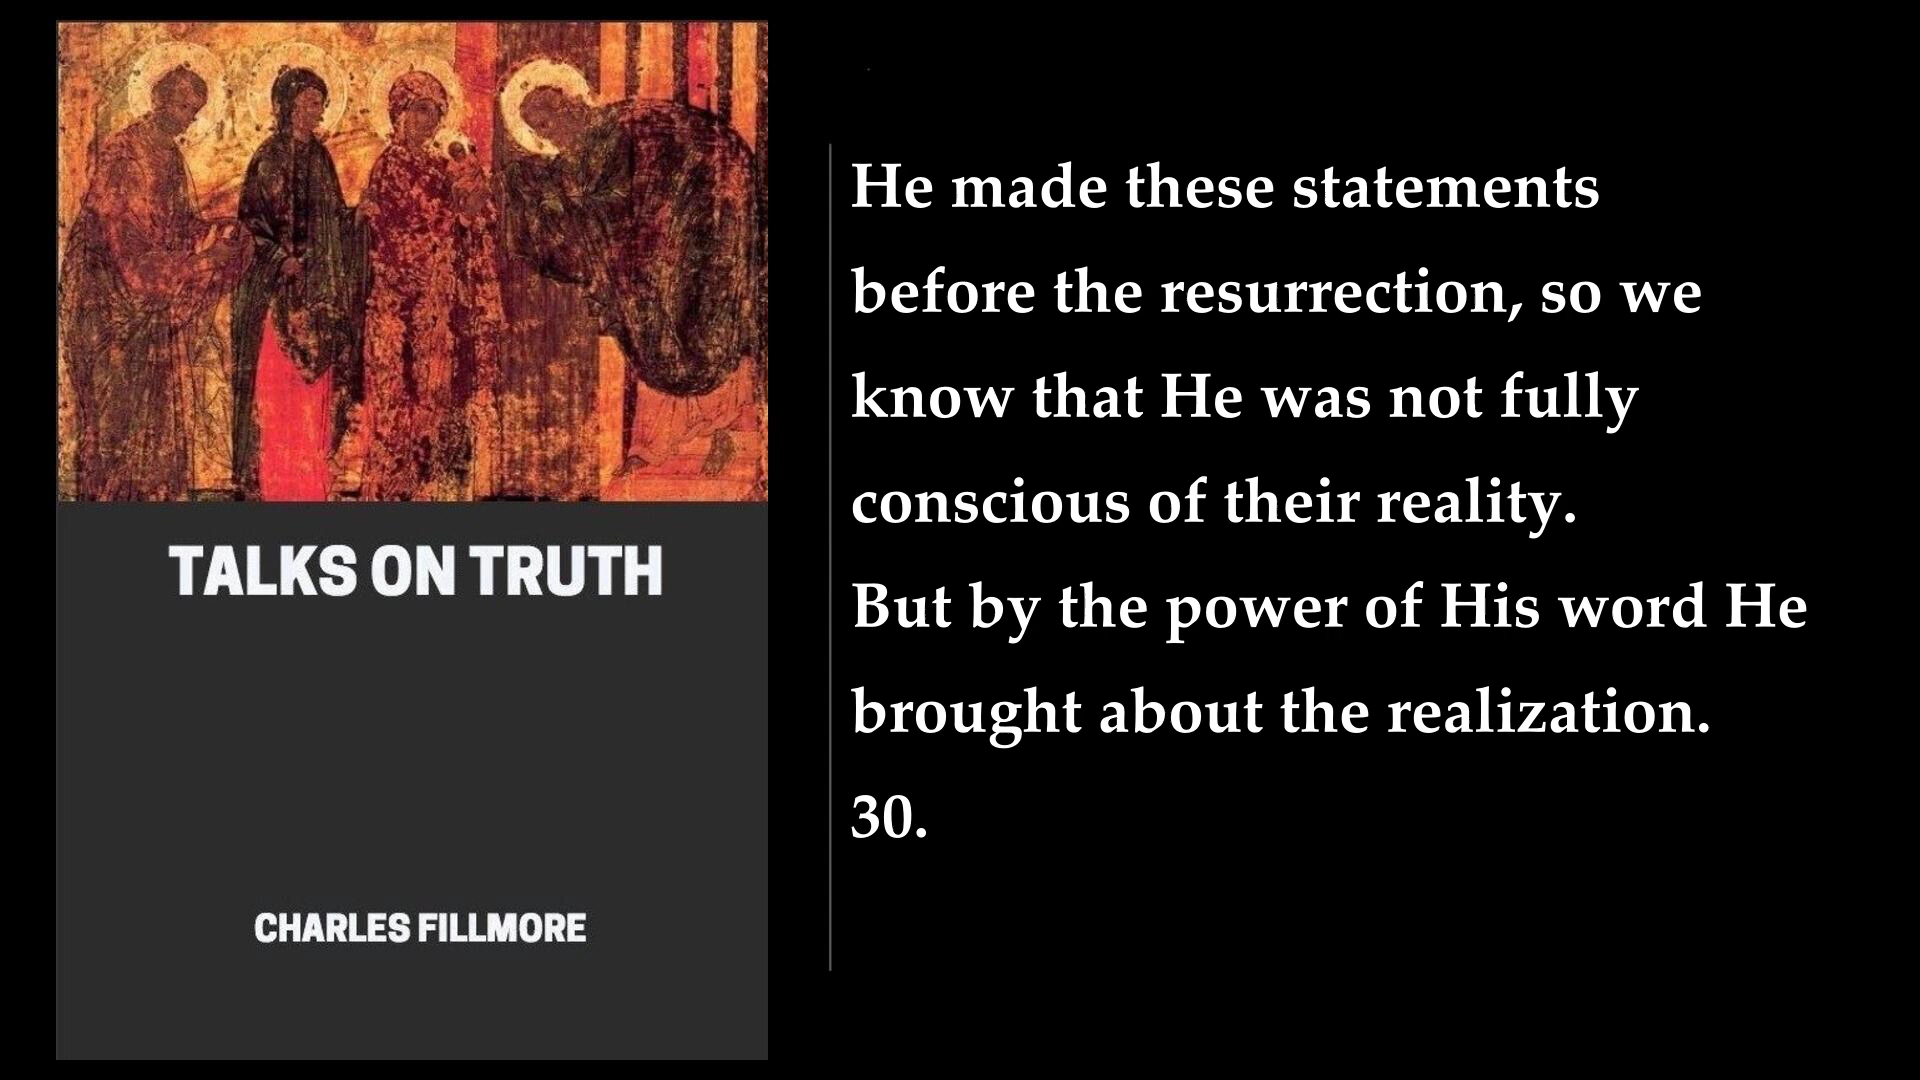 TALKS ON TRUTH
CHARLES FILLMORE
He made these statements
before the resurrection, so we
know that He was not fully
conscious of their reality.
But by the power of His word He
brought about the realization.
30.